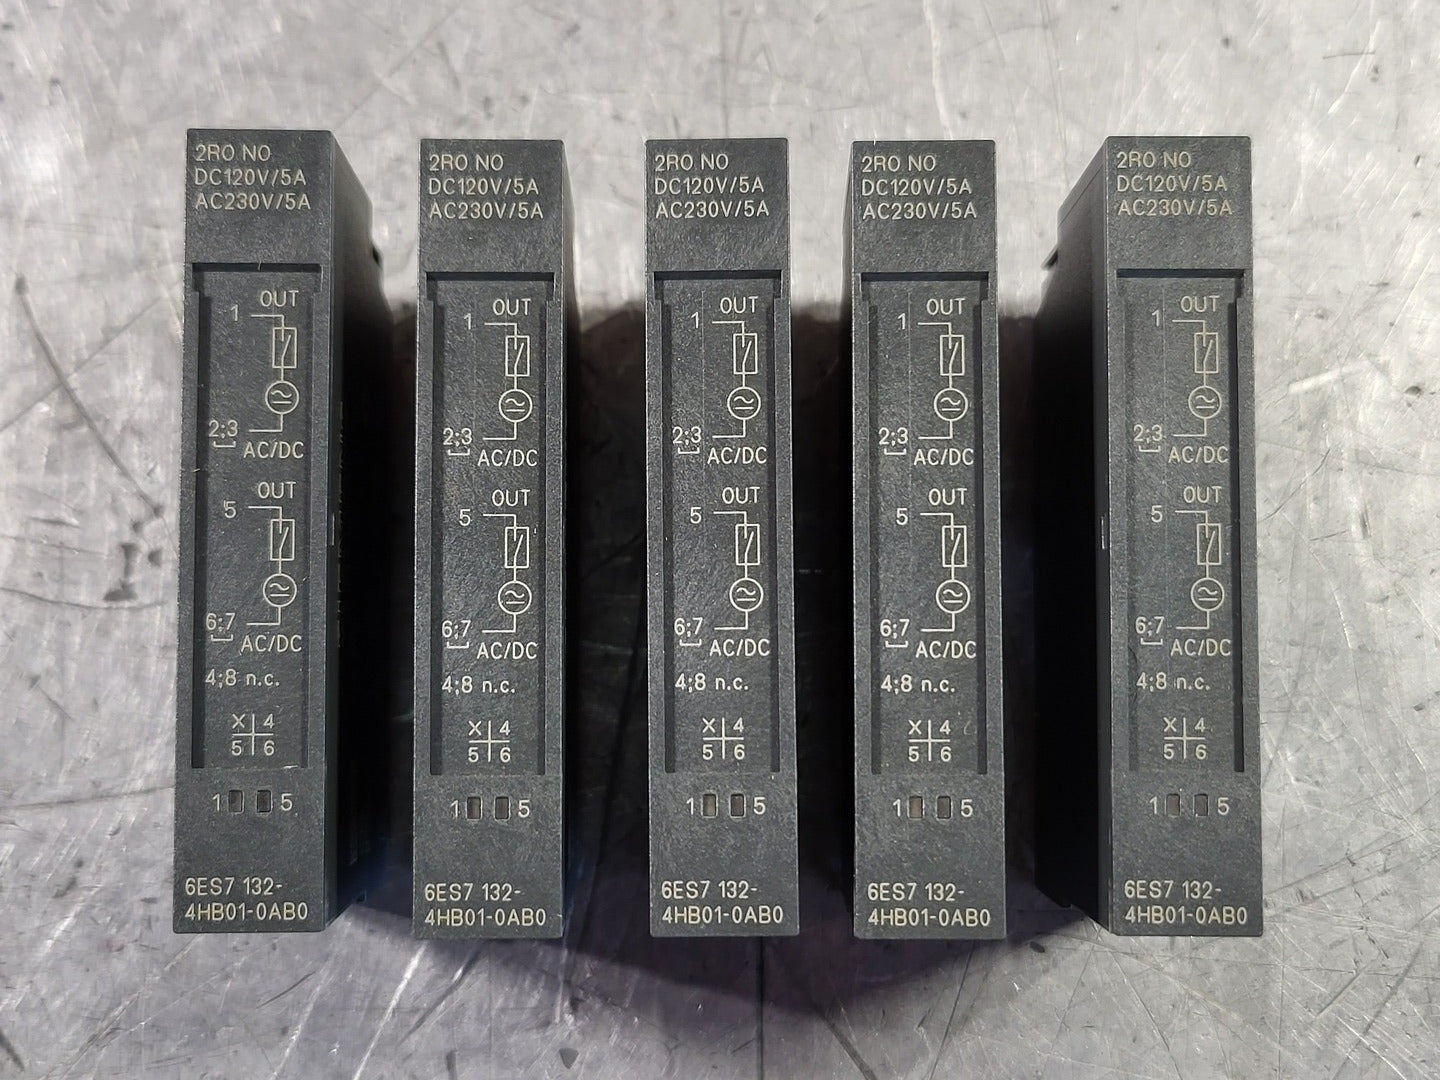 2RO NO
DC120V/5A
AC230V/5A
OUT
1
2;3
AC/DC
OUT
5
6;7
AC/DC
4;8 n.c.
X 4
5 6
1 5
6ES7 132-
4HB01-0AB0
2RO NO
DC120V/5A
AC230V/5A
OUT
1
2;3
AC/DC
OUT
5
6;7
AC/DC
4;8 n.c.
X 4
5 6
1 5
6ES7 132-
4HB01-0AB0
2RO NO
DC120V/5A
AC230V/5A
OUT
1
2;3
AC/DC
OUT
5
6;7
AC/DC
4;8 n.c.
X 4
5 6
1 5
6ES7 132-
4HB01-0AB0
2RO NO
DC120V/5A
AC230V/5A
OUT
1
2;3
AC/DC
OUT
5
6;7
AC/DC
4;8 n.c.
X 4
5 6
1 5
6ES7 132-
4HB01-0AB0
2RO NO
DC120V/5A
AC230V/5A
OUT
1
2;3
AC/DC
OUT
5
6;7
AC/DC
4;8 n.c.
X 4
5 6
1 5
6ES7 132-
4HB01-0AB0